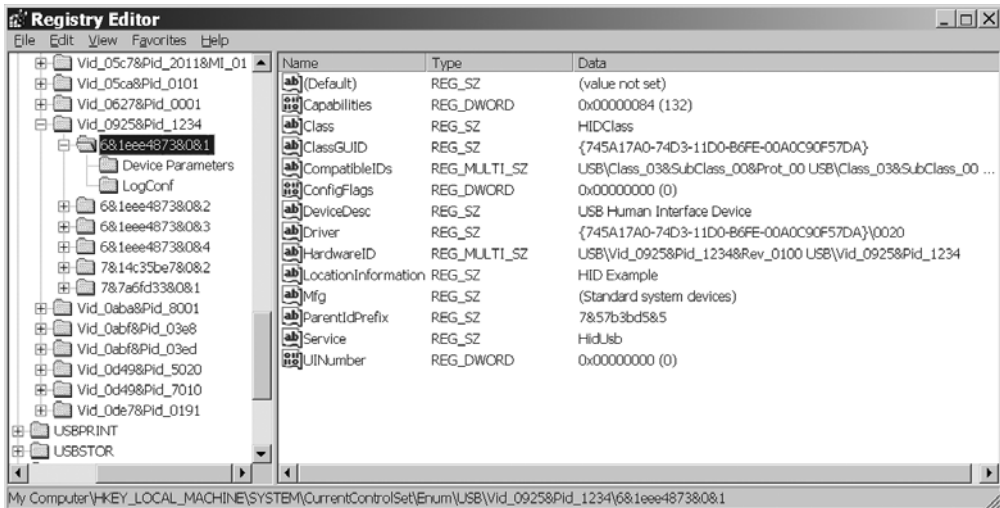 Registry Editor
File Edit View Favorites Help
Vid_05c7&Pid_2011&MI_01
Vid_05ca&Pid_0101
Vid_0627&Pid_0001
Vid_0925&Pid_1234
6&1eee4873&0&1
Device Parameters
LogConf
6&1eee4873&0&2
6&1eee4873&0&3
6&1eee4873&0&4
7&14c35be7&0&2
7&7a6fd33&0&1
Vid_0aba&Pid_8001
Vid_0abf&Pid_03e8
Vid_0abf&Pid_03ed
Vid_0d49&Pid_5020
Vid_0d49&Pid_7010
Vid_0de7&Pid_0191
USBPRINT
USBSTOR
Name Type Data
(Default) REG_SZ (value not set)
Capabilities REG_DWORD 0x00000084 (132)
Class REG_SZ HIDClass
ClassGUID REG_SZ {745A17A0-74D3-11D0-B6FE-00A0C90F57DA}
CompatibleIDs REG_MULTI_SZ USB\Class_03&SubClass_00&Prot_00 USB\Class_03&SubClass_00 ...
ConfigFlags REG_DWORD 0x00000000 (0)
DeviceDesc REG_SZ USB Human Interface Device
Driver REG_SZ {745A17A0-74D3-11D0-B6FE-00A0C90F57DA}\0020
HardwareID REG_MULTI_SZ USB\Vid_0925&Pid_1234&Rev_0100 USB\Vid_0925&Pid_1234
LocationInformation REG_SZ HID Example
Mfg REG_SZ (Standard system devices)
ParentIdPrefix REG_SZ 7&57b3bd5&5
Service REG_SZ HidUsb
UINumber REG_DWORD 0x00000000 (0)
My Computer\HKEY_LOCAL_MACHINE\SYSTEM\CurrentControlSet\Enum\USB\Vid_0925&Pid_1234\6&1eee4873&0&1